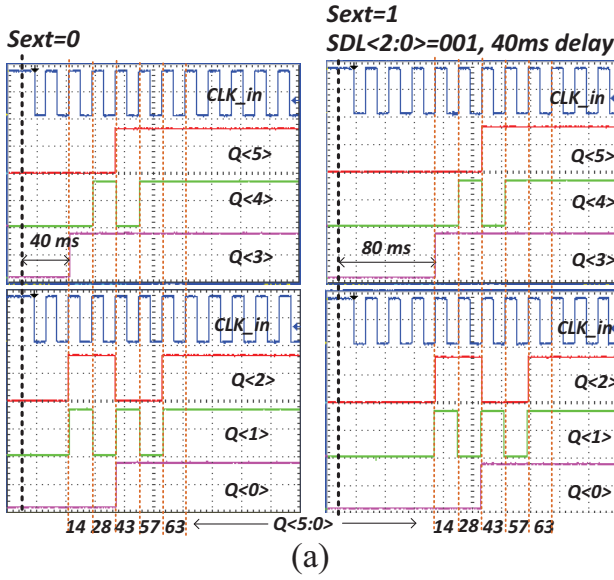 Sext=0
CLK_in
Q<5>
Q<4>
40 ms
Q<3>
CLK_in
Q<2>
Q<1>
Q<0>
14 28 43 57 63
Sext=1
SDL<2:0>=001, 40ms delay
CLK_in
Q<5>
Q<4>
80 ms
Q<3>
CLK_in
Q<2>
Q<1>
Q<0>
14 28 43 57 63
Q<5:0>
(a)